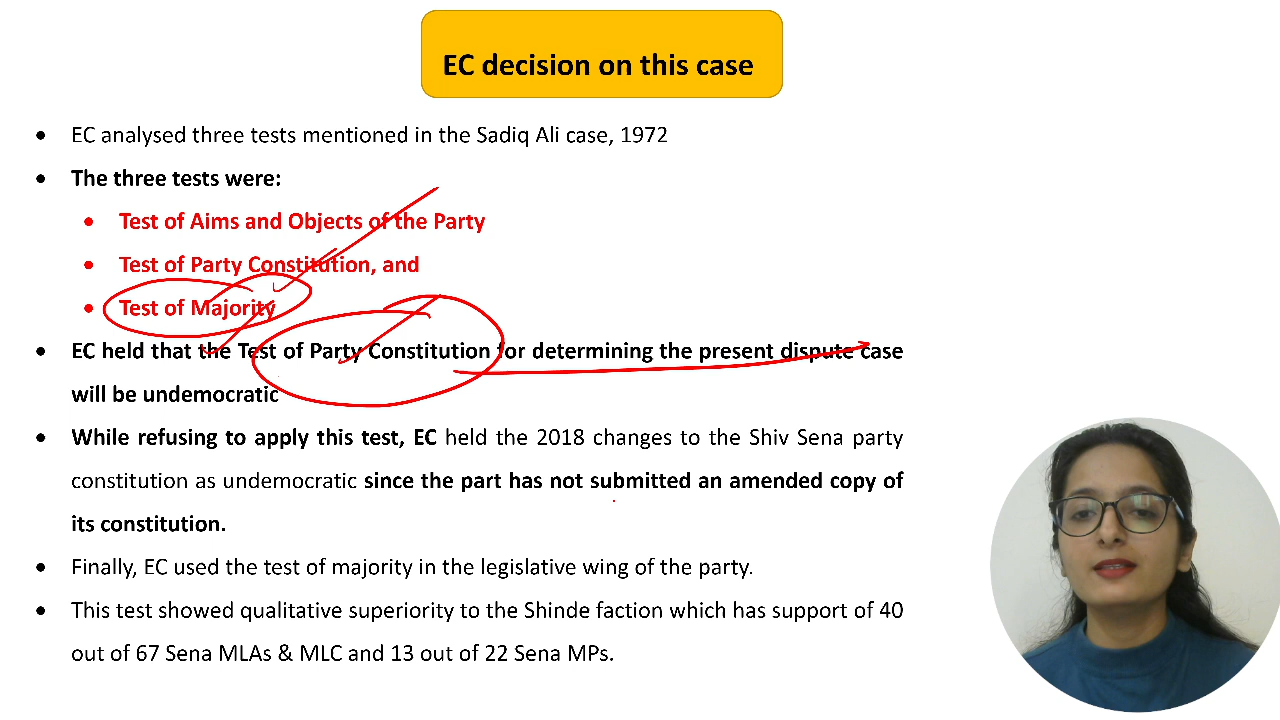 EC decision on this case
• EC analysed three tests mentioned in the Sadiq Ali case, 1972
• The three tests were:
• Test of Aims and Objects of the Party
• Test of Party Constitution, and
• Test of Majority
• EC held that the Test of Party Constitution for determining the present dispute case
will be undemocratic
• While refusing to apply this test, EC held the 2018 changes to the Shiv Sena party
constitution as undemocratic since the part has not submitted an amended copy of
its constitution.
• Finally, EC used the test of majority in the legislative wing of the party.
• This test showed qualitative superiority to the Shinde faction which has support of 40
out of 67 Sena MLAs & MLC and 13 out of 22 Sena MPs.